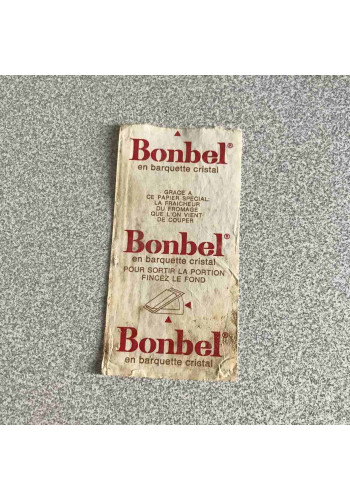 Bonbel®
en barquette cristal
GRACE A
CE PAPIER SPECIAL:
LA FRAICHEUR
DU FROMAGE
QUE L'ON VIENT
DE COUPER
Bonbel®
en barquette cristal
POUR SORTIR LA PORTION
PINCEZ LE FOND
Bonbel®
en barquette cristal